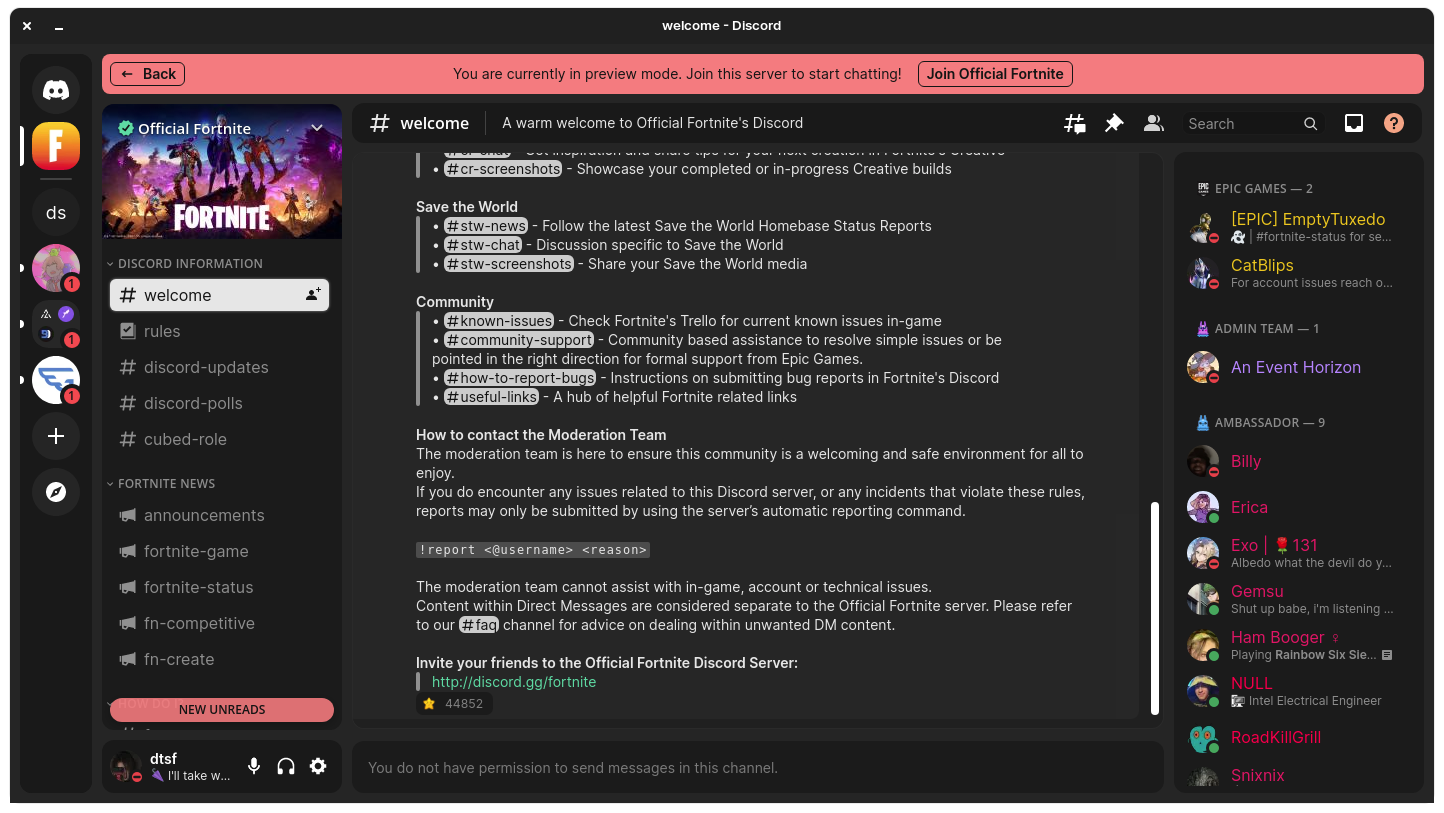 welcome - Discord
← Back
You are currently in preview mode. Join this server to start chatting!
Join Official Fortnite
F
ds
1
1
1
Official Fortnite
FORTNITE
DISCORD INFORMATION
welcome
rules
discord-updates
discord-polls
cubed-role
FORTNITE NEWS
announcements
fortnite-game
fortnite-status
fn-competitive
fn-create
NEW UNREADS
dtsf
I'll take w...
# welcome
A warm welcome to Official Fortnite's Discord
Search
?
• #cr-screenshots - Showcase your completed or in-progress Creative builds
Save the World
• #stw-news - Follow the latest Save the World Homebase Status Reports
• #stw-chat - Discussion specific to Save the World
• #stw-screenshots - Share your Save the World media
Community
• #known-issues - Check Fortnite's Trello for current known issues in-game
• #community-support - Community based assistance to resolve simple issues or be
pointed in the right direction for formal support from Epic Games.
• #how-to-report-bugs - Instructions on submitting bug reports in Fortnite's Discord
• #useful-links - A hub of helpful Fortnite related links
How to contact the Moderation Team
The moderation team is here to ensure this community is a welcoming and safe environment for all to
enjoy.
If you do encounter any issues related to this Discord server, or any incidents that violate these rules,
reports may only be submitted by using the server’s automatic reporting command.
!report <@username> <reason>
The moderation team cannot assist with in-game, account or technical issues.
Content within Direct Messages are considered separate to the Official Fortnite server. Please refer
to our #faq channel for advice on dealing within unwanted DM content.
Invite your friends to the Official Fortnite Discord Server:
http://discord.gg/fortnite
44852
You do not have permission to send messages in this channel.
EPIC GAMES — 2
[EPIC] EmptyTuxedo
| #fortnite-status for se...
CatBlips
For account issues reach o...
ADMIN TEAM — 1
An Event Horizon
AMBASSADOR — 9
Billy
Erica
Exo | 🌹131
Albedo what the devil do y...
Gemsu
Shut up babe, i'm listening ...
Ham Booger ♀
Playing Rainbow Six Sie...
NULL
Intel Electrical Engineer
RoadKillGrill
Snixnix